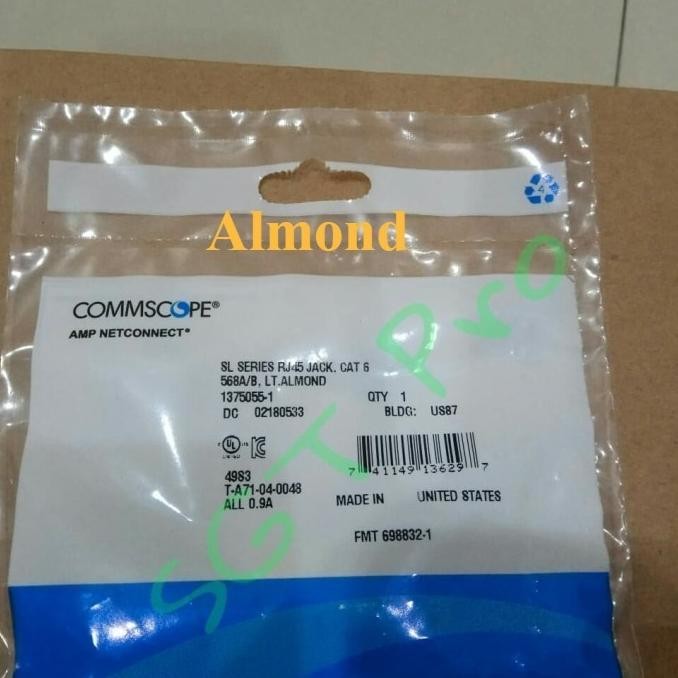 4
Almond
COMMSCOPE®
AMP NETCONNECT®
SL SERIES RJ45 JACK, CAT 6
568A/B, LT.ALMOND
1375055-1 QTY 1
DC 02180533 BLDG: US87
UL
7 41149 13629 7
4983
T-A71-04-0048
ALL 0.9A
MADE IN UNITED STATES
FMT 698832-1
SGT Pro